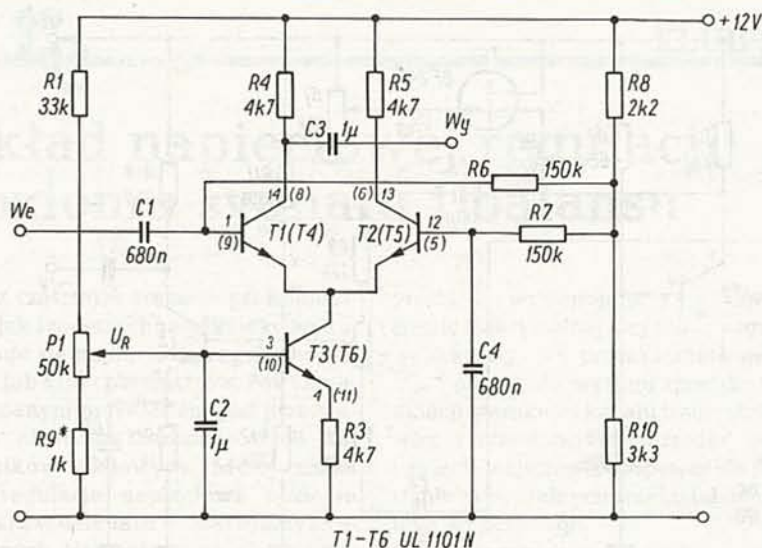 +12V
R1
33k
R4
4k7
R5
4k7
R8
2k2
C3
1µ
Wy
R6
150k
14
(8)
(6)
13
We
C1
680n
1
(9)
T1(T4)
T2(T5)
12
(5)
R7
150k
P1
50k
U_R
3
(10)
T3(T6)
4
(11)
C4
680n
C2
1µ
R9*
1k
R3
4k7
R10
3k3
T1-T6 UL1101N